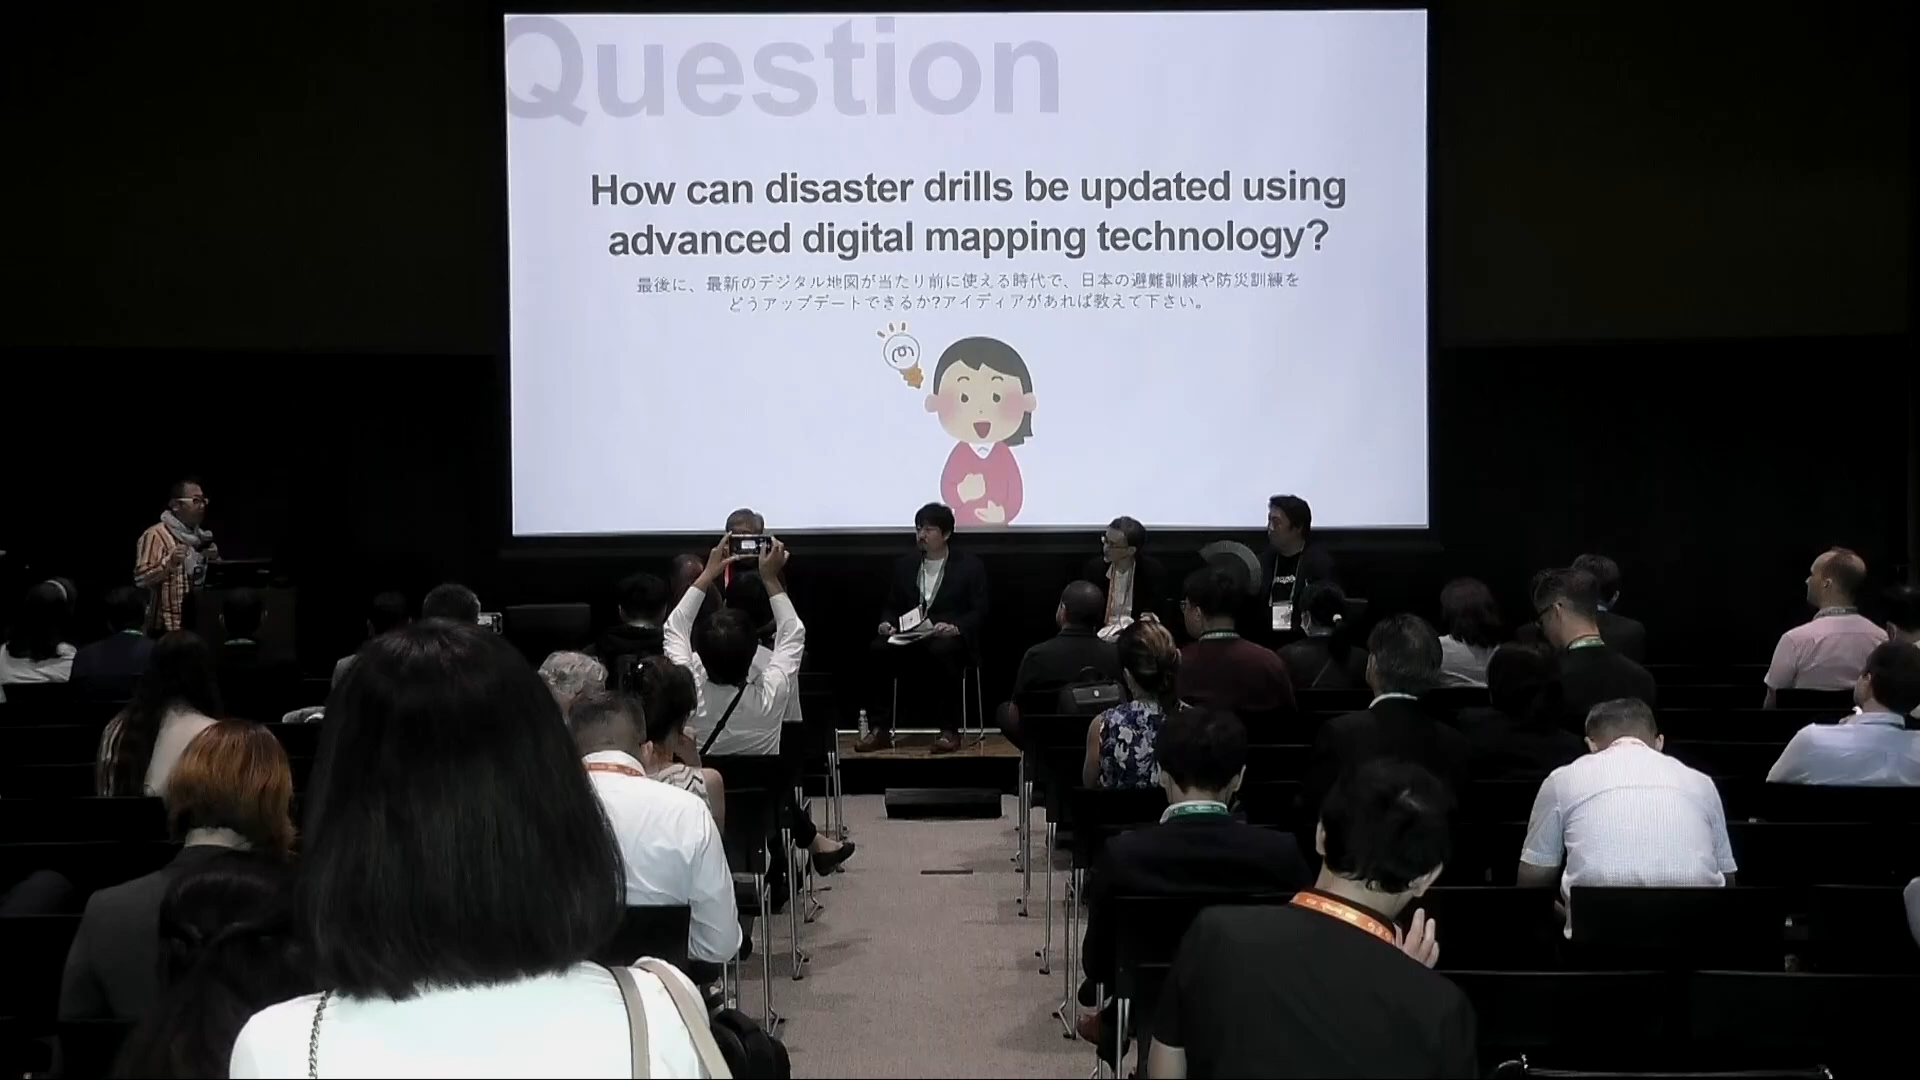 Question
How can disaster drills be updated using
advanced digital mapping technology?
最後に、最新のデジタル地図が当たり前に使える時代で、日本の避難訓練や防災訓練を
どうアップデートできるか?アイディアがあれば教えて下さい。